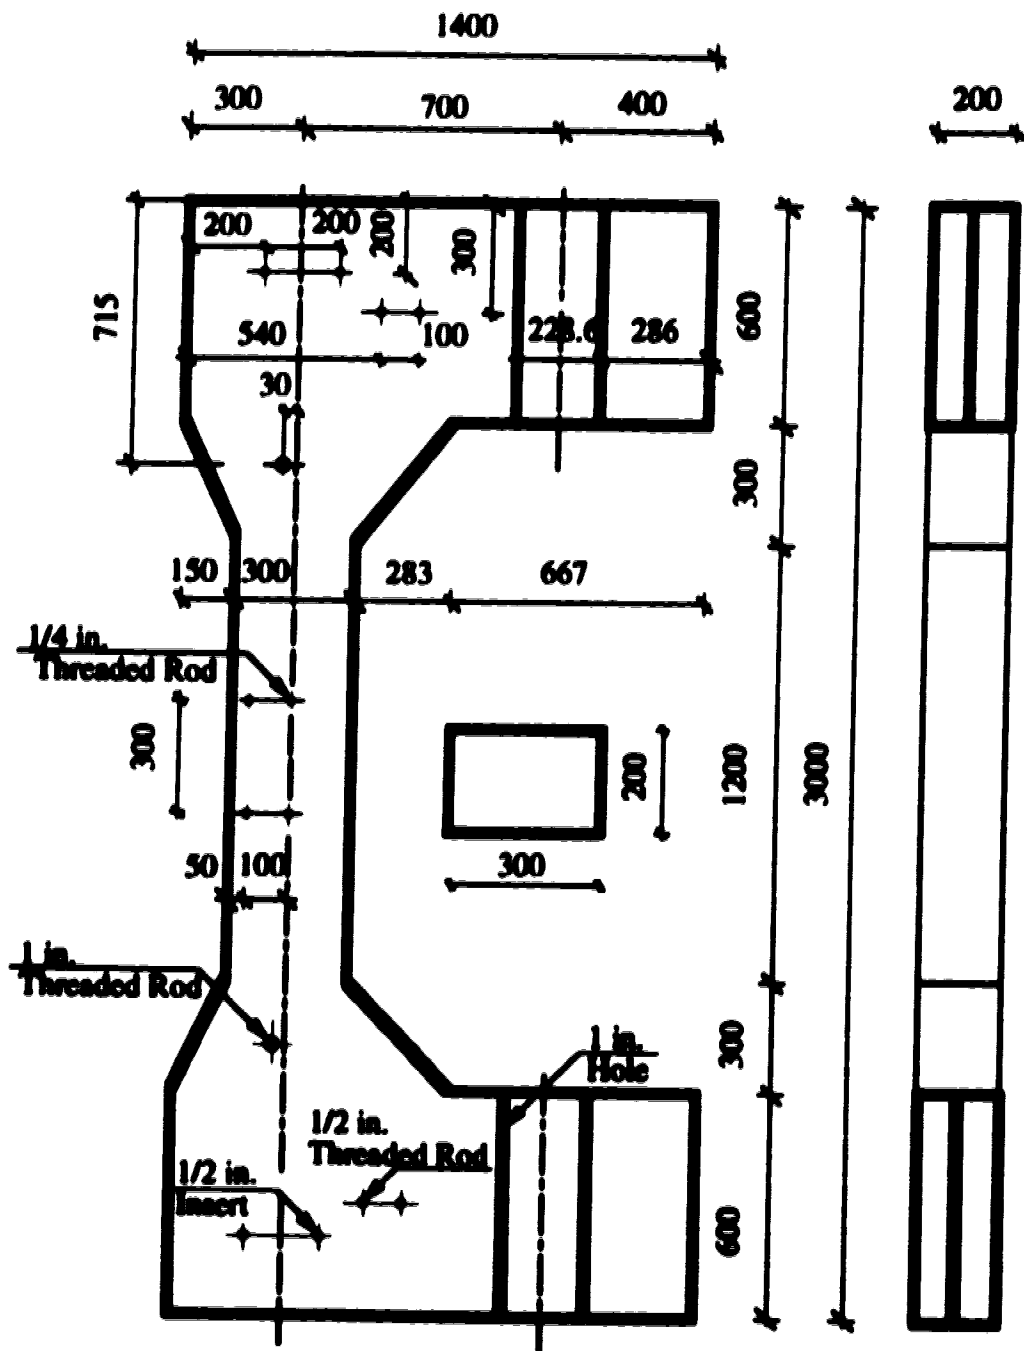 1400
300 700 400 200
200 200 200 300
715
540 100 228.6 286 600
30
300
150 300 283 667
1/4 in.
Threaded Rod
300
200 1200 3000
50 100 300
1 in.
Threaded Rod
1 in.
Hole
300
1/2 in.
Threaded Rod
1/2 in.
Insert
600